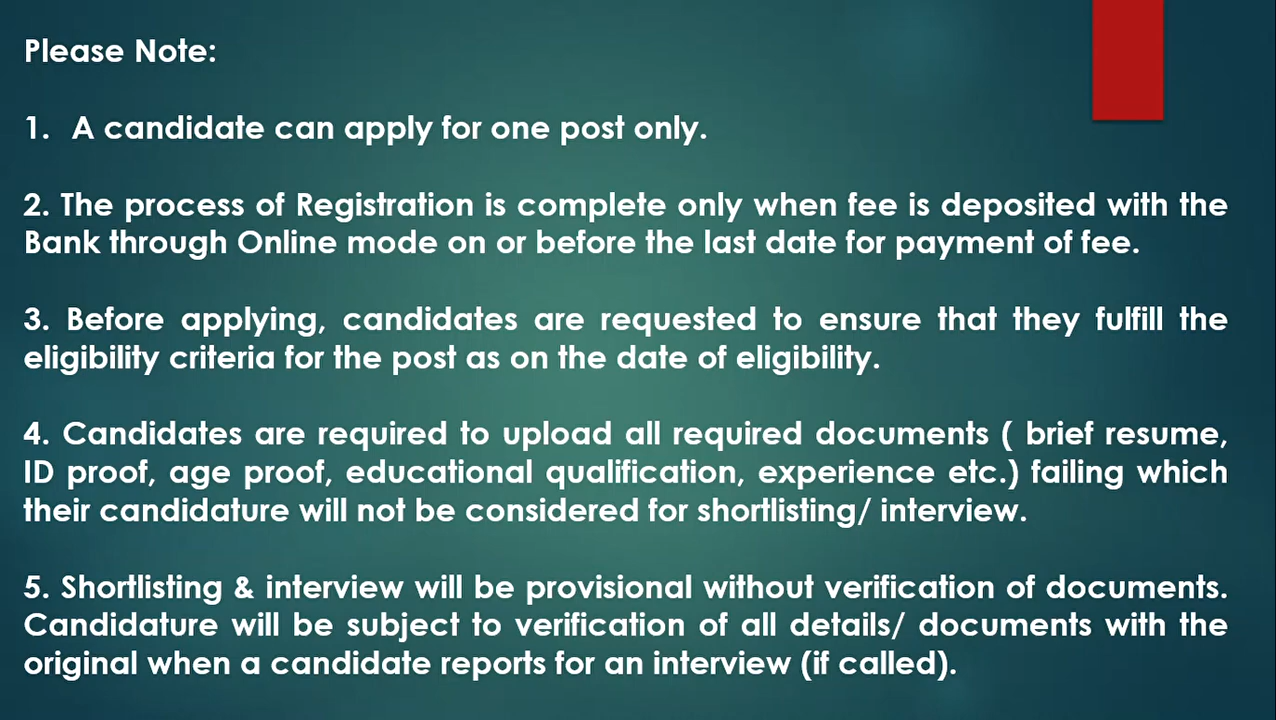 Please Note:
1. A candidate can apply for one post only.
2. The process of Registration is complete only when fee is deposited with the
Bank through Online mode on or before the last date for payment of fee.
3. Before applying, candidates are requested to ensure that they fulfill the
eligibility criteria for the post as on the date of eligibility.
4. Candidates are required to upload all required documents ( brief resume,
ID proof, age proof, educational qualification, experience etc.) failing which
their candidature will not be considered for shortlisting/ interview.
5. Shortlisting & interview will be provisional without verification of documents.
Candidature will be subject to verification of all details/ documents with the
original when a candidate reports for an interview (if called).